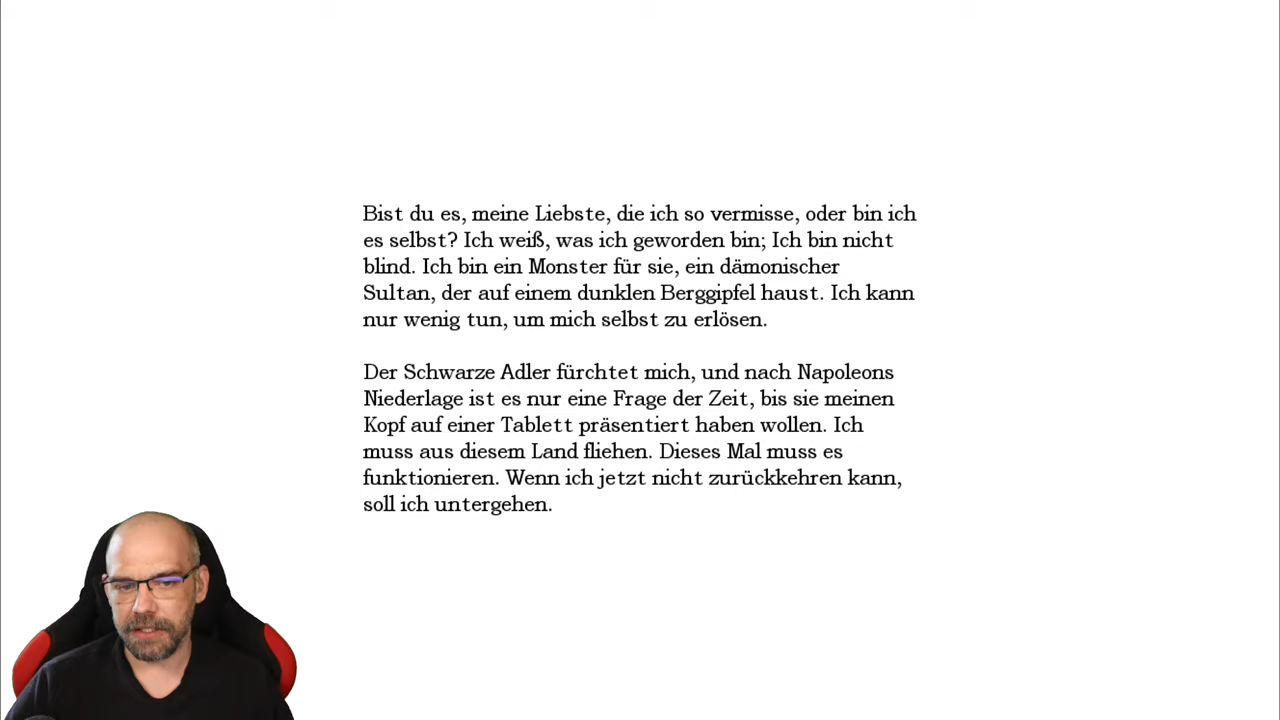 Bist du es, meine Liebste, die ich so vermisse, oder bin ich
es selbst? Ich weiß, was ich geworden bin; Ich bin nicht
blind. Ich bin ein Monster für sie, ein dämonischer
Sultan, der auf einem dunklen Berggipfel haust. Ich kann
nur wenig tun, um mich selbst zu erlösen.
Der Schwarze Adler fürchtet mich, und nach Napoleons
Niederlage ist es nur eine Frage der Zeit, bis sie meinen
Kopf auf einer Tablett präsentiert haben wollen. Ich
muss aus diesem Land fliehen. Dieses Mal muss es
funktionieren. Wenn ich jetzt nicht zurückkehren kann,
soll ich untergehen.